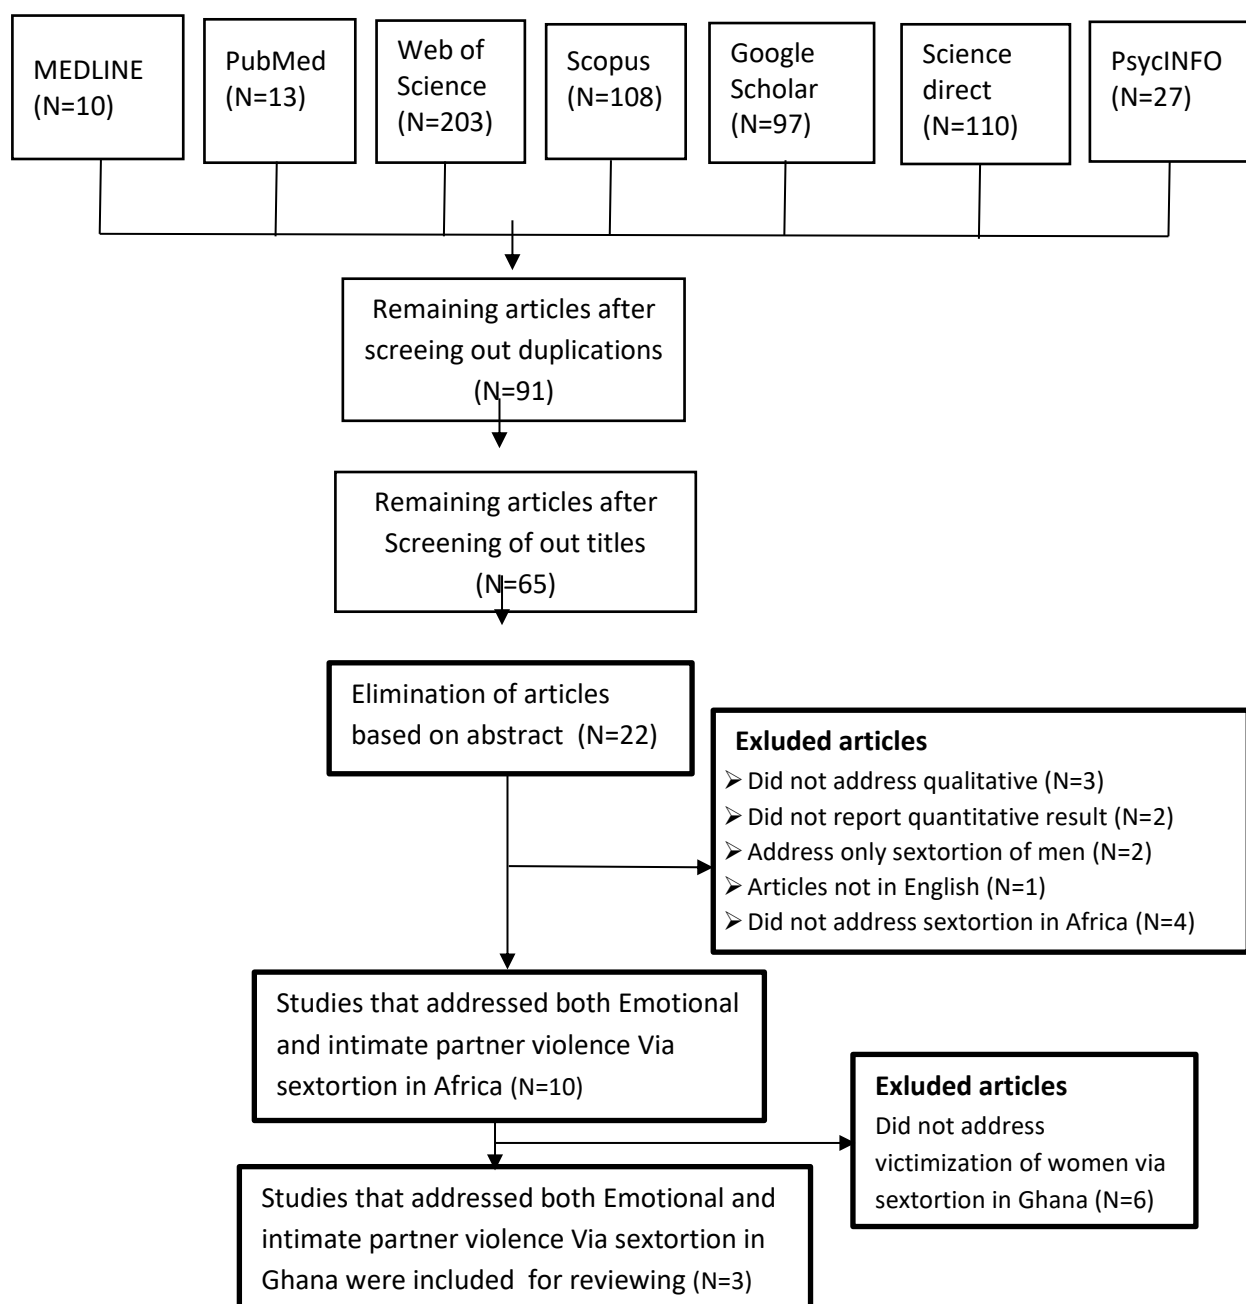 MEDLINE
(N=10)
PubMed
(N=13)
Web of
Science
(N=203)
Scopus
(N=108)
Google
Scholar
(N=97)
Science
direct
(N=110)
PsycINFO
(N=27)
Remaining articles after
screeing out duplications
(N=91)
Remaining articles after
Screening of out titles
(N=65)
Elimination of articles
based on abstract (N=22)
Exluded articles
➢ Did not address qualitative (N=3)
➢ Did not report quantitative result (N=2)
➢ Address only sextortion of men (N=2)
➢ Articles not in English (N=1)
➢ Did not address sextortion in Africa (N=4)
Studies that addressed both Emotional
and intimate partner violence Via
sextortion in Africa (N=10)
Exluded articles
Did not address
victimization of women via
sextortion in Ghana (N=6)
Studies that addressed both Emotional and
intimate partner violence Via sextortion in
Ghana were included for reviewing (N=3)